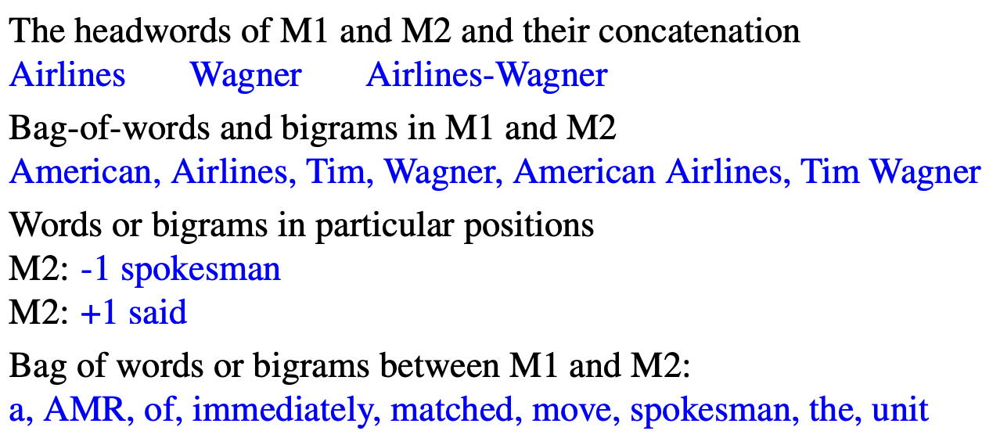 The headwords of M1 and M2 and their concatenation
Airlines Wagner Airlines-Wagner
Bag-of-words and bigrams in M1 and M2
American, Airlines, Tim, Wagner, American Airlines, Tim Wagner
Words or bigrams in particular positions
M2: -1 spokesman
M2: +1 said
Bag of words or bigrams between M1 and M2:
a, AMR, of, immediately, matched, move, spokesman, the, unit